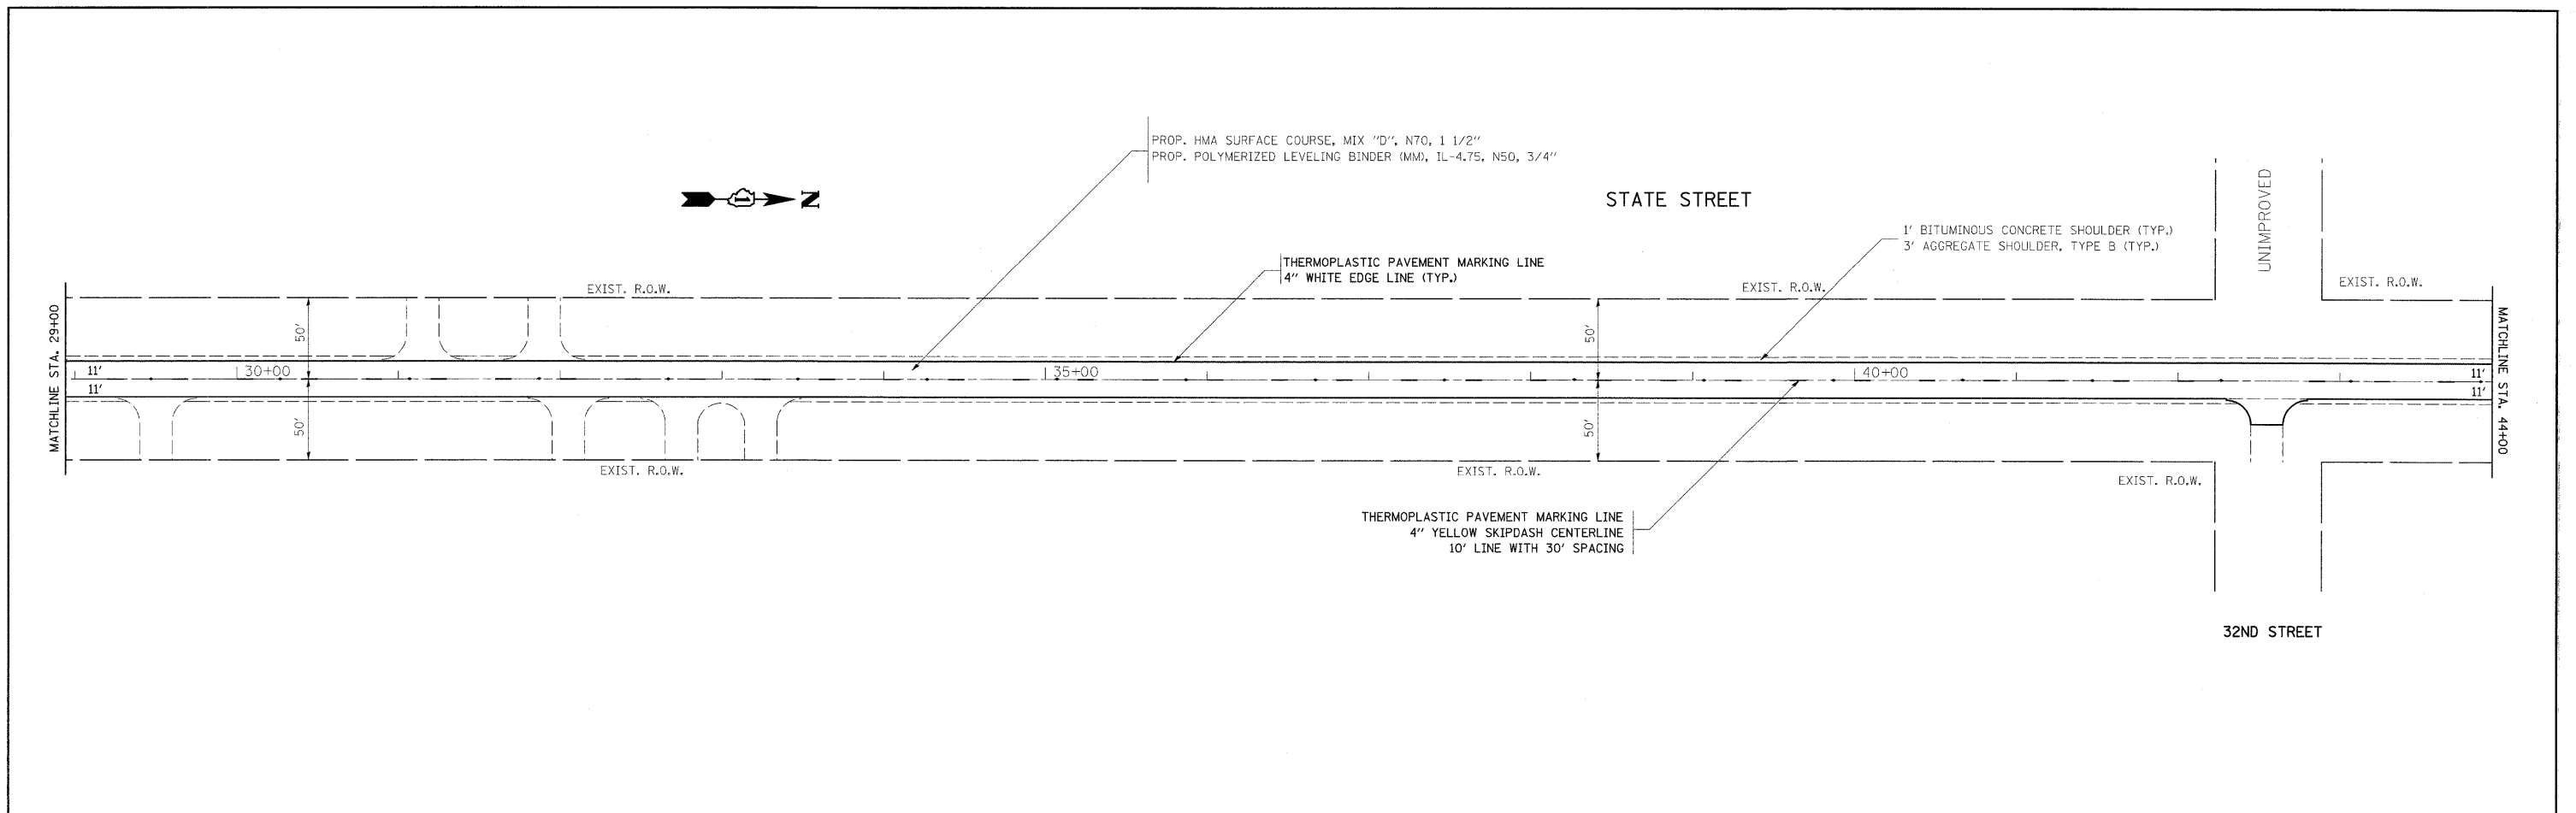 PROP. HMA SURFACE COURSE, MIX "D", N70, 1 1/2"
PROP. POLYMERIZED LEVELING BINDER (MM), IL-4.75, N50, 3/4"
N
STATE STREET
UNIMPROVED
1' BITUMINOUS CONCRETE SHOULDER (TYP.)
3' AGGREGATE SHOULDER, TYPE B (TYP.)
THERMOPLASTIC PAVEMENT MARKING LINE
4" WHITE EDGE LINE (TYP.)
EXIST. R.O.W.
EXIST. R.O.W.
EXIST. R.O.W.
MATCHLINE STA. 29+00
50'
50'
MATCHLINE STA. 44+00
11'
30+00
35+00
40+00
11'
11'
11'
50'
50'
EXIST. R.O.W.
EXIST. R.O.W.
EXIST. R.O.W.
THERMOPLASTIC PAVEMENT MARKING LINE
4" YELLOW SKIPDASH CENTERLINE
10' LINE WITH 30' SPACING
32ND STREET